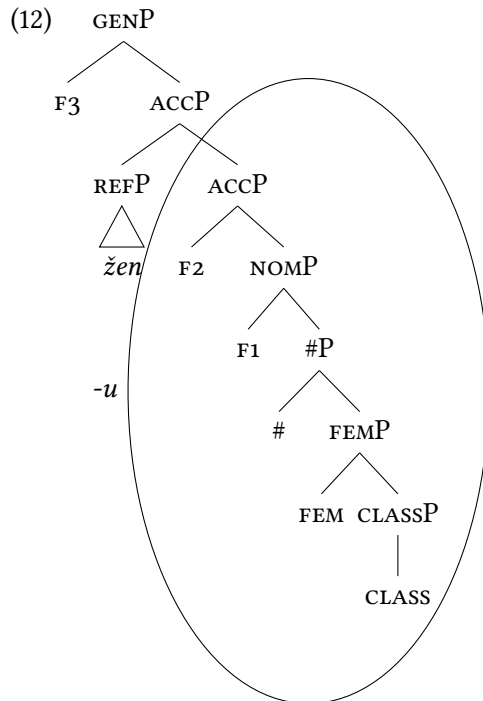 (12) GENP
F3 ACCP
REFP ACCP
žen F2 NOMP
F1 #P
-u
# FEMP
FEM CLASSP
CLASS